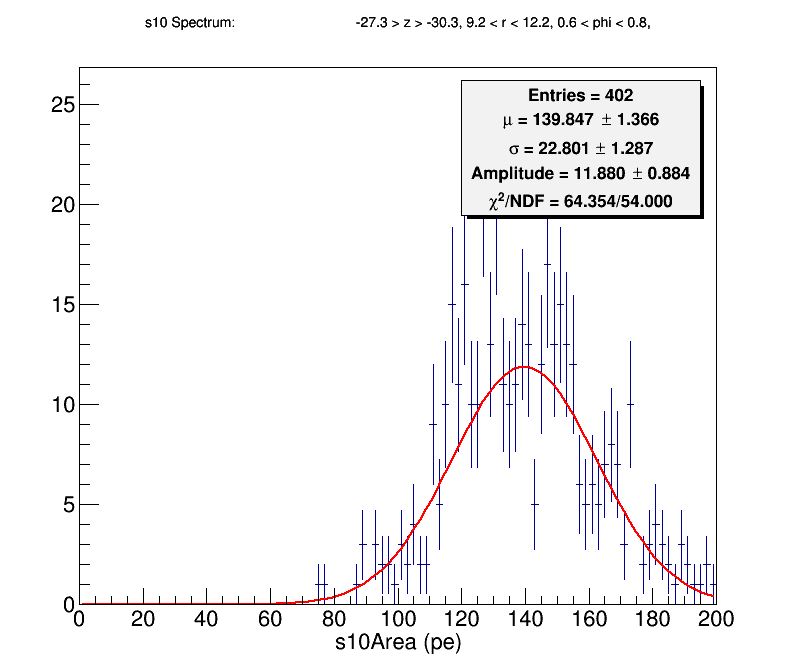 s10 Spectrum: -27.3 > z > -30.3, 9.2 < r < 12.2, 0.6 < phi < 0.8,
Entries = 402
μ = 139.847 ± 1.366
σ = 22.801 ± 1.287
Amplitude = 11.880 ± 0.884
χ²/NDF = 64.354/54.000
25
20
15
10
5
0
0 20 40 60 80 100 120 140 160 180 200
s10Area (pe)